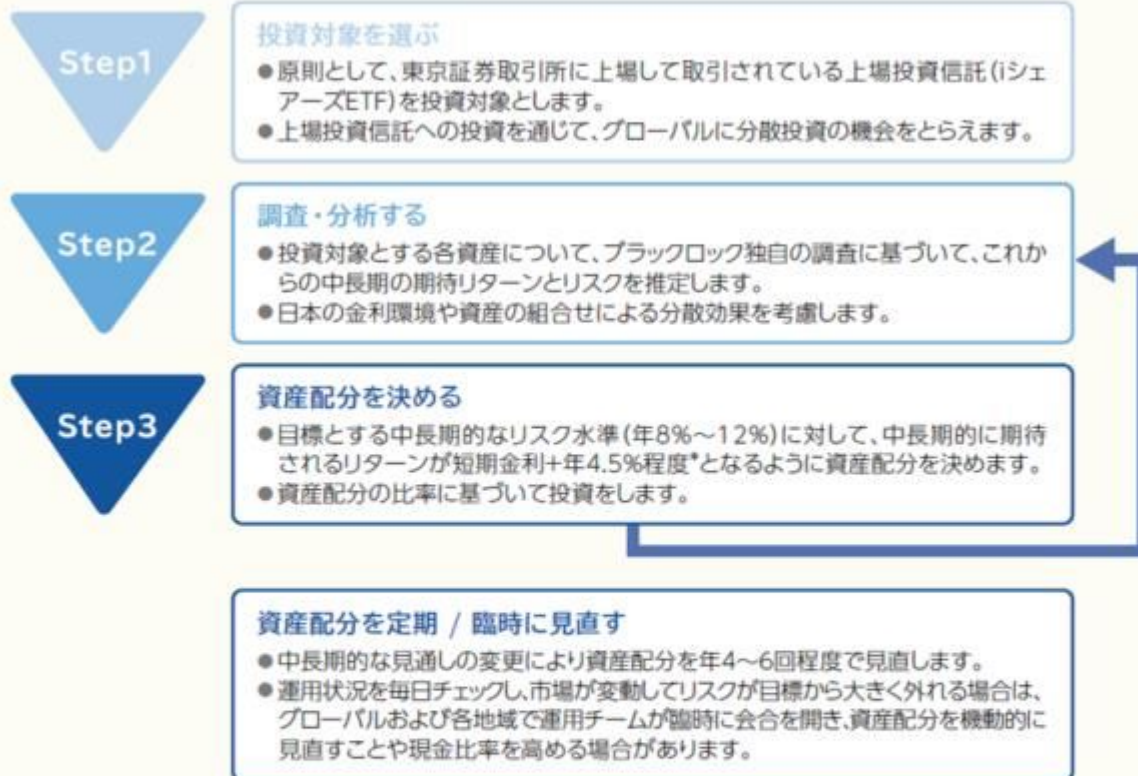 Step1
投資対象を選ぶ
●原則として、東京証券取引所に上場して取引されている上場投資信託(iシェ
アーズETF)を投資対象とします。
●上場投資信託への投資を通じて、グローバルに分散投資の機会をとらえます。
Step2
調査・分析する
●投資対象とする各資産について、ブラックロック独自の調査に基づいて、これか
らの中長期の期待リターンとリスクを推定します。
●日本の金利環境や資産の組合せによる分散効果を考慮します。
Step3
資産配分を決める
●目標とする中長期的なリスク水準(年8%～12%)に対して、中長期的に期待
されるリターンが短期金利+年4.5%程度*となるように資産配分を決めます。
●資産配分の比率に基づいて投資をします。
資産配分を定期 / 臨時に見直す
●中長期的な見通しの変更により資産配分を年4～6回程度で見直します。
●運用状況を毎日チェックし、市場が変動してリスクが目標から大きく外れる場合は、
グローバルおよび各地域で運用チームが臨時に会合を開き、資産配分を機動的に
見直すことや現金比率を高める場合があります。